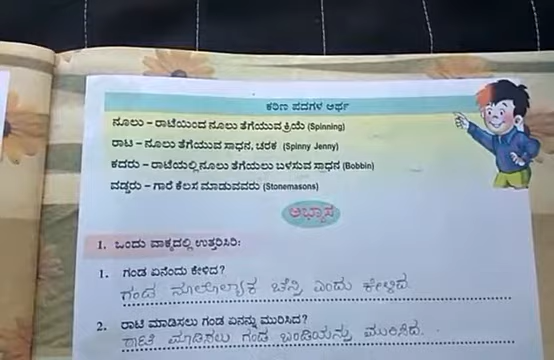 ಕಠಿಣ ಪದಗಳ ಅರ್ಥ
ನೂಲು – ರಾಟೆಯಿಂದ ನೂಲು ತೆಗೆಯುವ ಕ್ರಿಯೆ (Spinning)
ರಾಟ – ನೂಲು ತೆಗೆಯುವ ಸಾಧನ, ಚರಕ (Spinny Jenny)
ಕದರು – ರಾಟೆಯಲ್ಲಿ ನೂಲು ತೆಗೆಯಲು ಬಳಸುವ ಸಾಧನ (Bobbin)
ವಡ್ಡರು – ಗಾರೆ ಕೆಲಸ ಮಾಡುವವರು (Stonemasons)
ಅಭ್ಯಾಸ
1. ಒಂದು ವಾಕ್ಯದಲ್ಲಿ ಉತ್ತರಿಸಿರಿ:
1. ಗಂಡ ಏನೆಂದು ಕೇಳಿದ?
ಗಂಡ ಎಂದು ಕೇಳಿದ.
2. ರಾಟೆ ಮಾಡಿಸಲು ಗಂಡ ಏನನ್ನು ಮುರಿಸಿದ?
ರಾಟೆ ಮಾಡಿಸಲು ಗಂಡ ಬಂಡಿಯನ್ನು ಮುರಿಸಿದ.